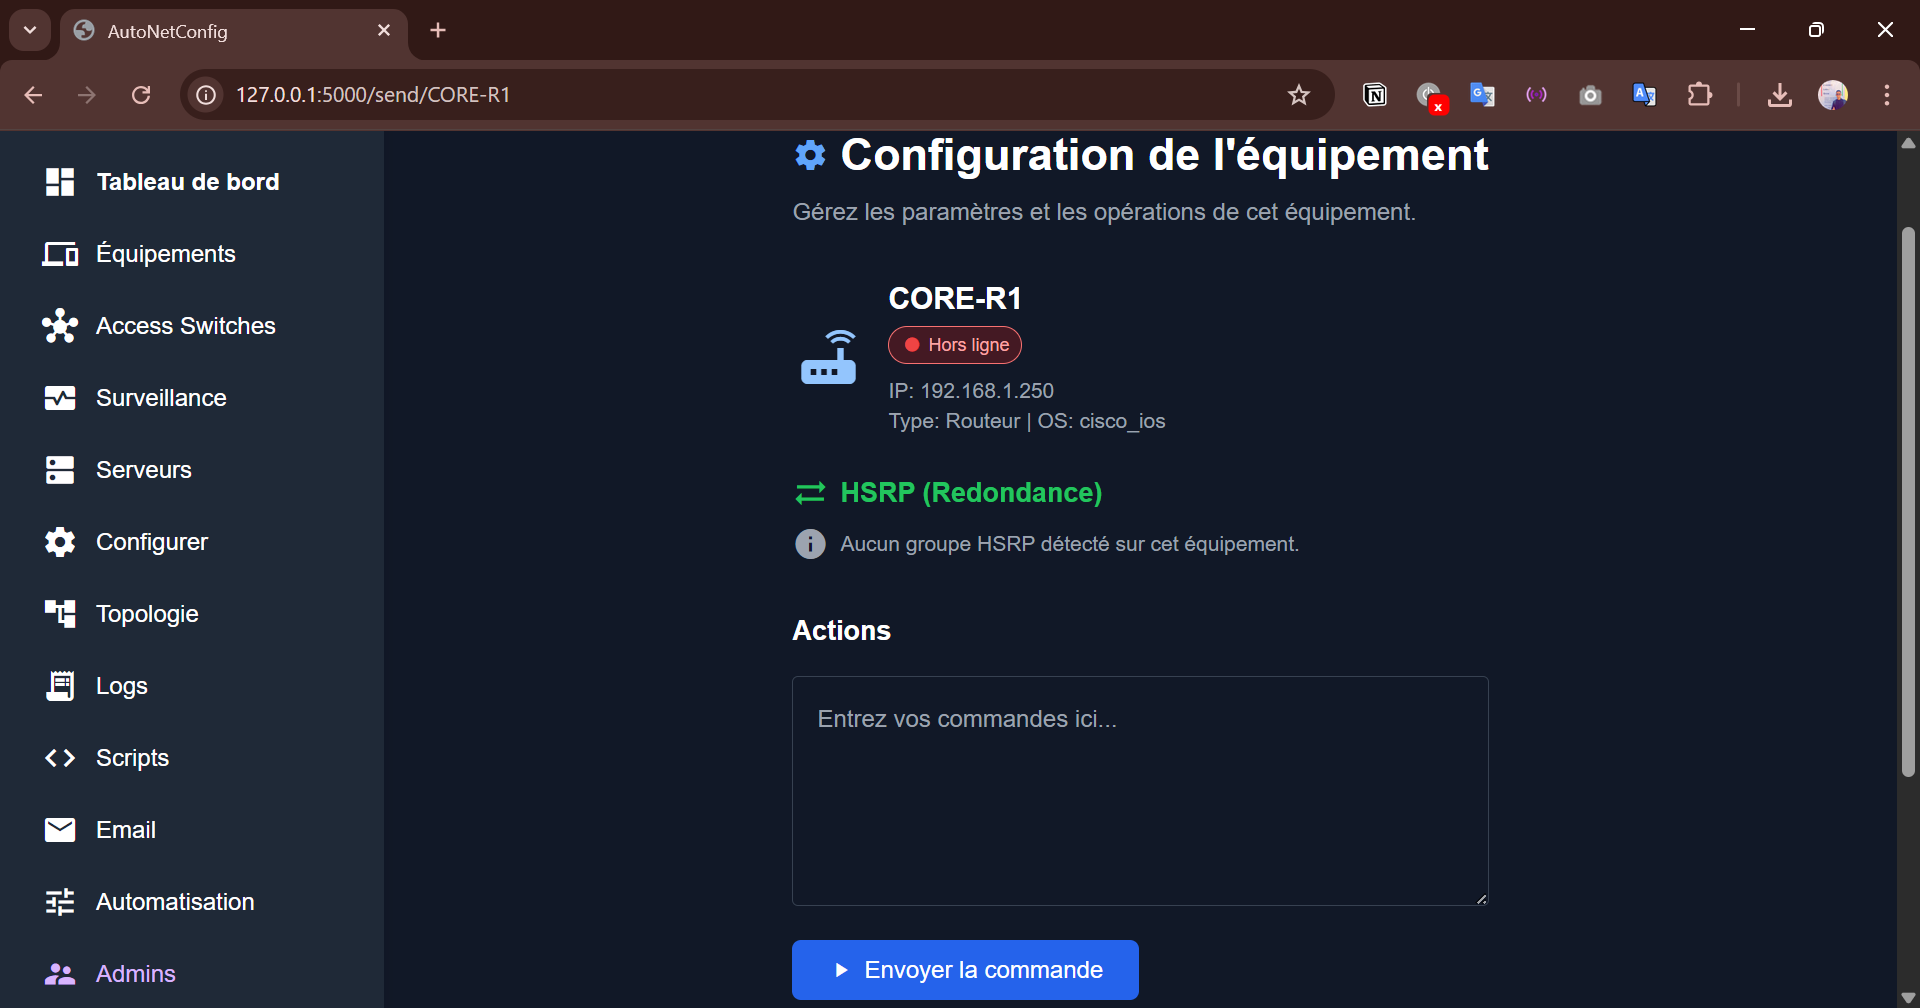 AutoNetConfig
127.0.0.1:5000/send/CORE-R1
Tableau de bord
Équipements
Access Switches
Surveillance
Serveurs
Configurer
Topologie
Logs
Scripts
Email
Automatisation
Admins
Configuration de l'équipement
Gérez les paramètres et les opérations de cet équipement.
CORE-R1
Hors ligne
IP: 192.168.1.250
Type: Routeur | OS: cisco_ios
HSRP (Redondance)
Aucun groupe HSRP détecté sur cet équipement.
Actions
Entrez vos commandes ici...
Envoyer la commande